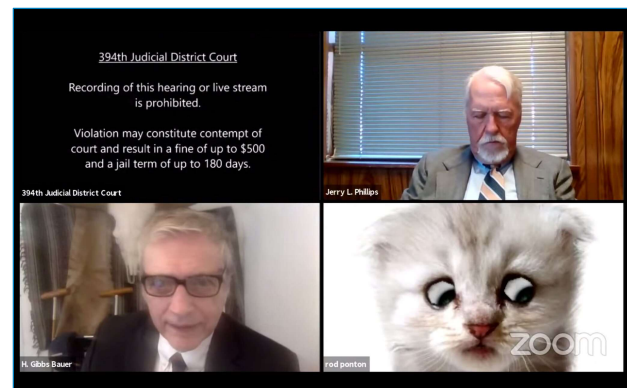 394th Judicial District Court
Recording of this hearing or live stream
is prohibited.
Violation may constitute contempt of
court and result in a fine of up to $500
and a jail term of up to 180 days.
394th Judicial District Court
Jerry L. Phillips
H. Gibbs Bauer
rod ponton
zoom